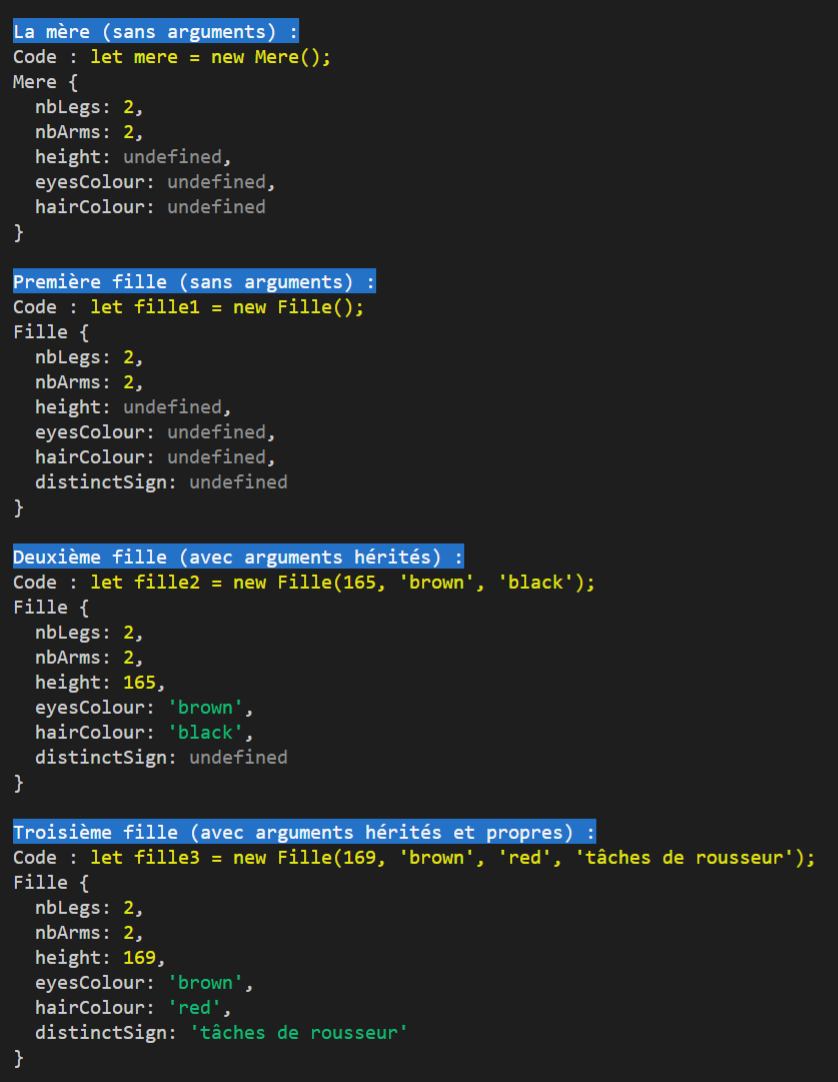 La mère (sans arguments) :
Code : let mere = new Mere();
Mere {
  nbLegs: 2,
  nbArms: 2,
  height: undefined,
  eyesColour: undefined,
  hairColour: undefined
}
Première fille (sans arguments) :
Code : let fille1 = new Fille();
Fille {
  nbLegs: 2,
  nbArms: 2,
  height: undefined,
  eyesColour: undefined,
  hairColour: undefined,
  distinctSign: undefined
}
Deuxième fille (avec arguments hérités) :
Code : let fille2 = new Fille(165, 'brown', 'black');
Fille {
  nbLegs: 2,
  nbArms: 2,
  height: 165,
  eyesColour: 'brown',
  hairColour: 'black',
  distinctSign: undefined
}
Troisième fille (avec arguments hérités et propres) :
Code : let fille3 = new Fille(169, 'brown', 'red', 'tâches de rousseur');
Fille {
  nbLegs: 2,
  nbArms: 2,
  height: 169,
  eyesColour: 'brown',
  hairColour: 'red',
  distinctSign: 'tâches de rousseur'
}